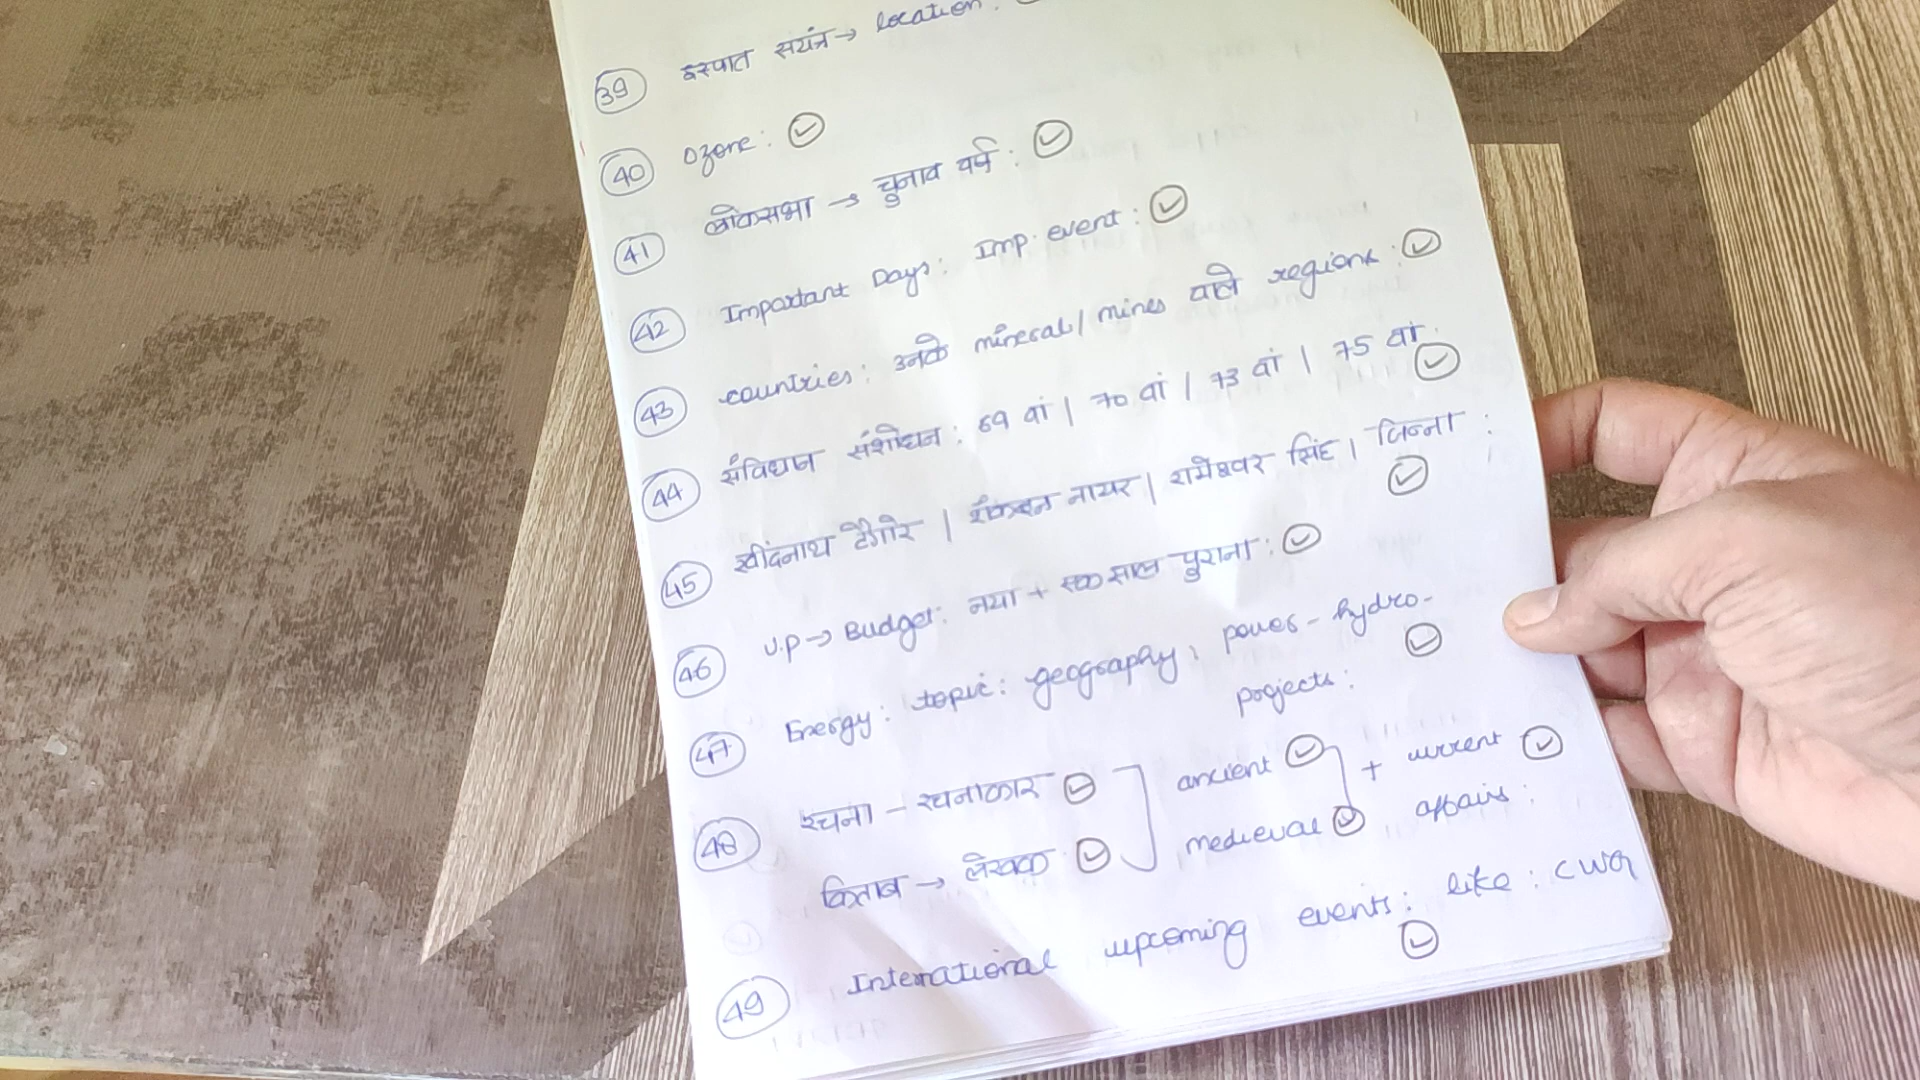 39 इस्पात सयंत्र → location.
40 Ozone:
41 लोकसभा → चुनाव वर्ष:
42 Important Days: Imp. event:
43 countries: उनके mineral / mines वाले regions:
44 संविधान संशोधन: 69 वां | 70 वां | 73 वां | 75 वां
45 रवींद्रनाथ टैगोर | शंकरन नायर | रामेश्वर सिंह | जिन्ना:
46 U.P → Budget: नया + एक साल पुराना:
47 Energy: topic: geography; power-hydro-
projects:
48 रचना - रचनाकार ancient + current
किताब → लेखक medieval affairs:
49 International upcoming events: like: CWG